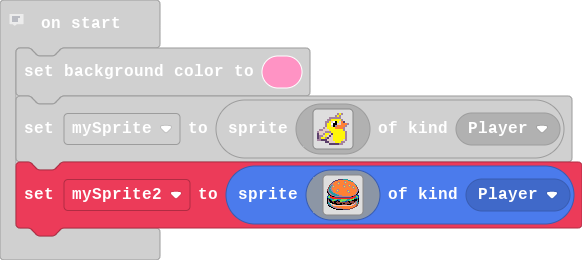 on start
set background color to
set mySprite to sprite of kind Player
set mySprite2 to sprite of kind Player